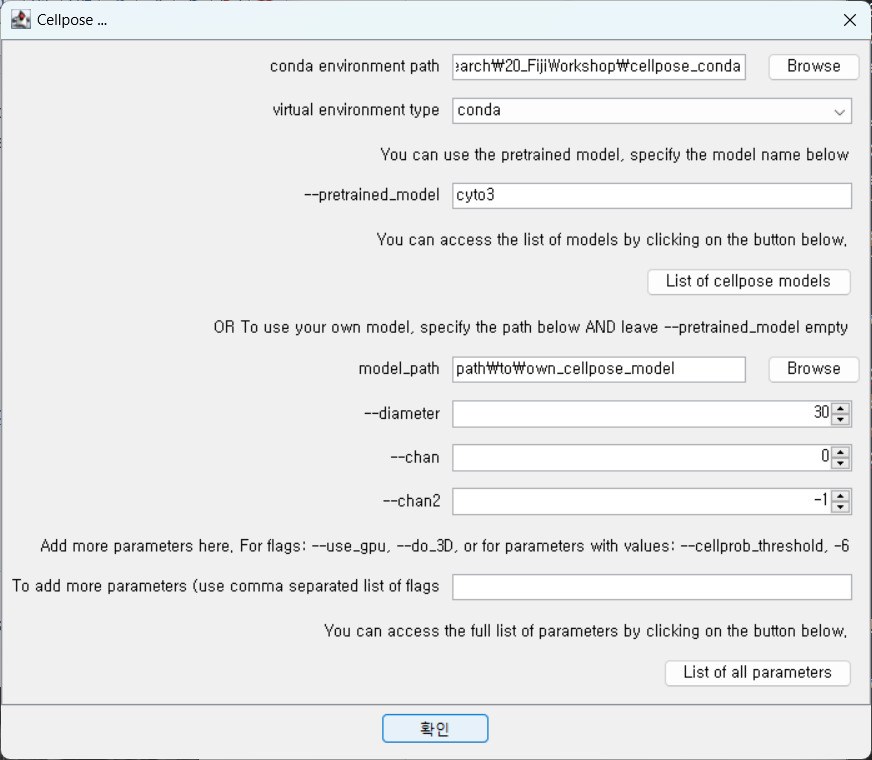 Cellpose ...
conda environment path earch₩20_FijiWorkshop₩cellpose_conda Browse
virtual environment type conda
You can use the pretrained model, specify the model name below
--pretrained_model cyto3
You can access the list of models by clicking on the button below.
List of cellpose models
OR To use your own model, specify the path below AND leave --pretrained_model empty
model_path path₩to₩own_cellpose_model Browse
--diameter 30
--chan 0
--chan2 -1
Add more parameters here. For flags: --use_gpu, --do_3D, or for parameters with values: --cellprob_threshold, -6
To add more parameters (use comma separated list of flags
You can access the full list of parameters by clicking on the button below.
List of all parameters
확인